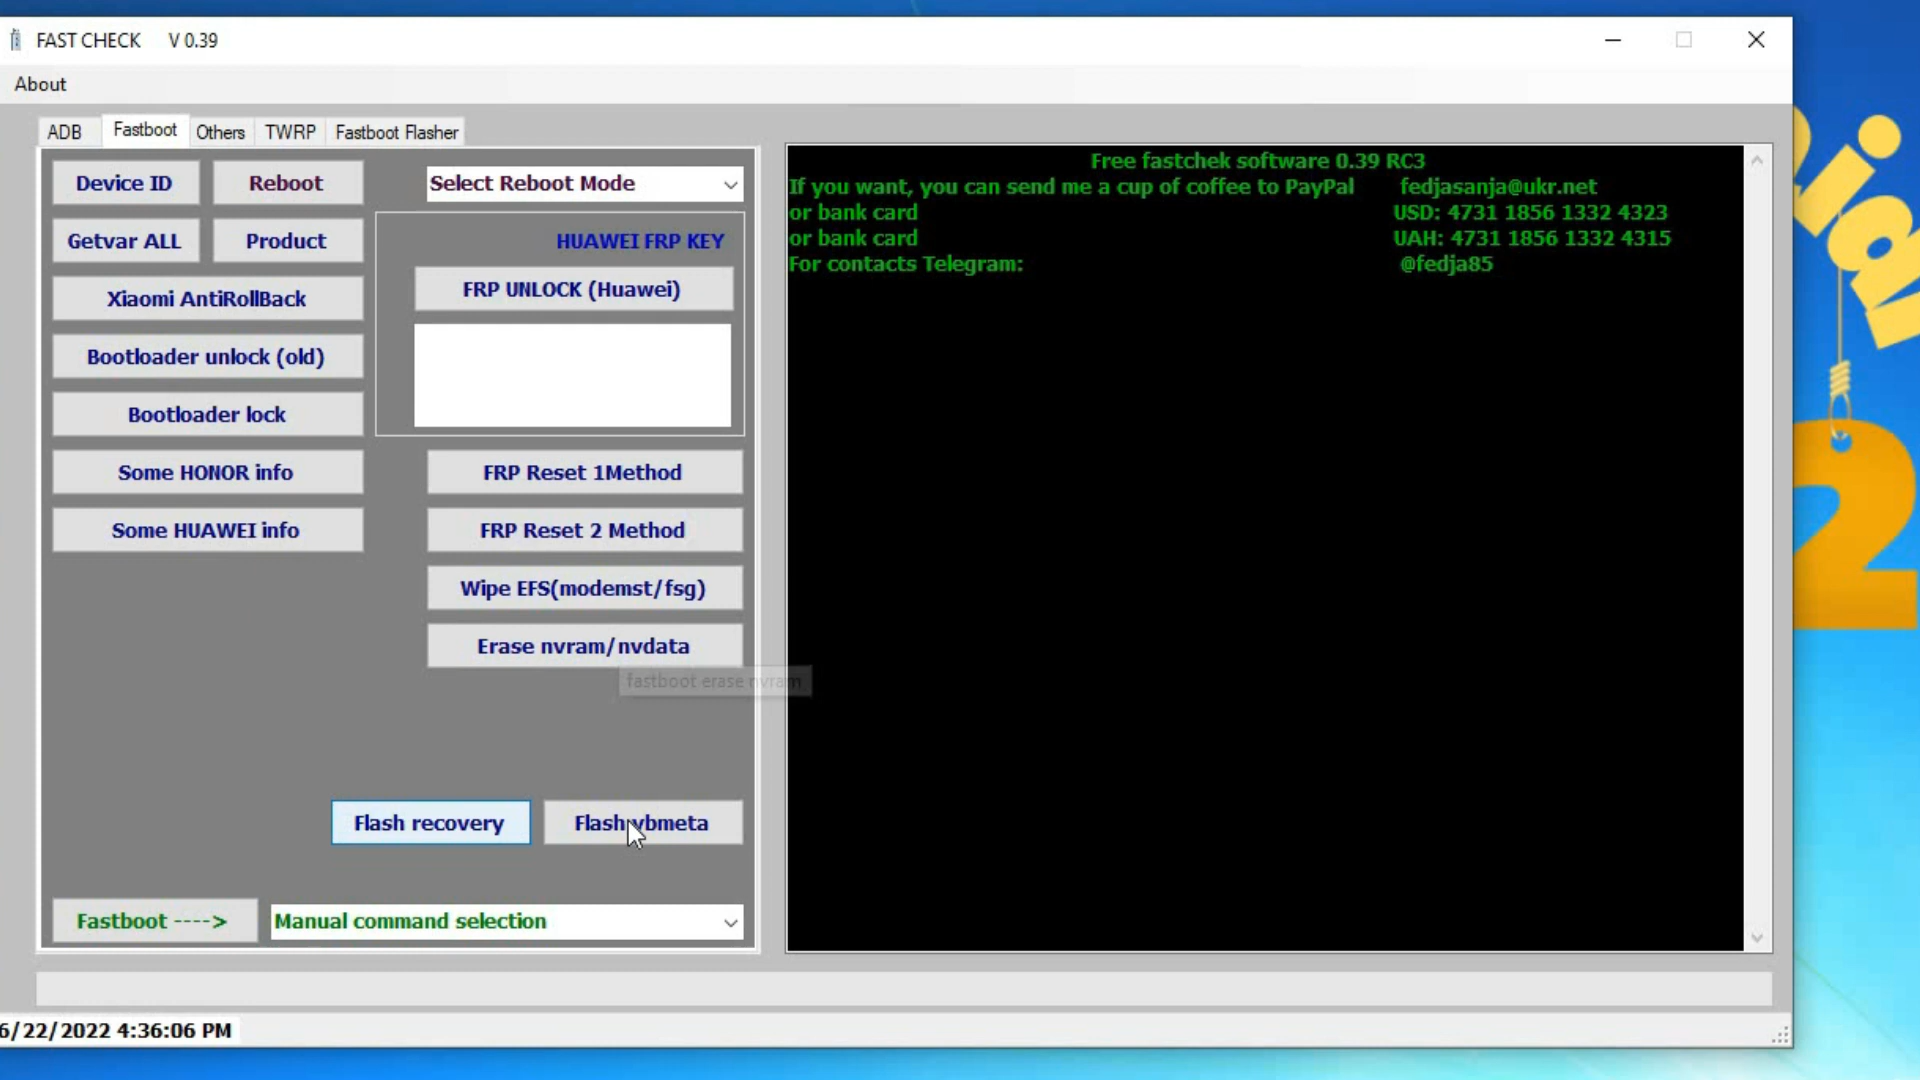 FAST CHECK V 0.39
About
ADB Fastboot Others TWRP Fastboot Flasher
Device ID Reboot Select Reboot Mode
Getvar ALL Product HUAWEI FRP KEY
Xiaomi AntiRollBack FRP UNLOCK (Huawei)
Bootloader unlock (old)
Bootloader lock
Some HONOR info FRP Reset 1Method
Some HUAWEI info FRP Reset 2 Method
Wipe EFS(modemst/fsg)
Erase nvram/nvdata
fastboot erase nvram
Flash recovery Flash vbmeta
Fastboot ----> Manual command selection
Free fastchek software 0.39 RC3
If you want, you can send me a cup of coffee to PayPal fedjasanja@ukr.net
or bank card USD: 4731 1856 1332 4323
or bank card UAH: 4731 1856 1332 4315
For contacts Telegram: @fedja85
6/22/2022 4:36:06 PM
2